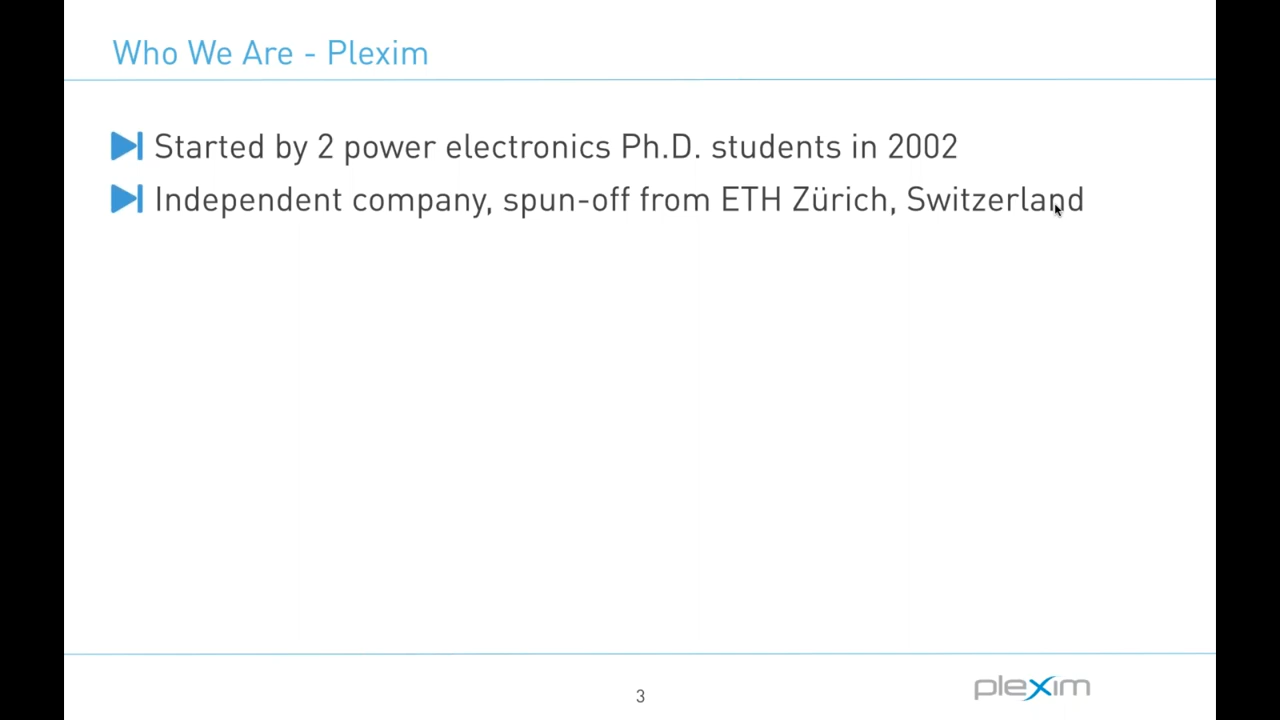 Who We Are - Plexim
Started by 2 power electronics Ph.D. students in 2002
Independent company, spun-off from ETH Zürich, Switzerland
3
plexim